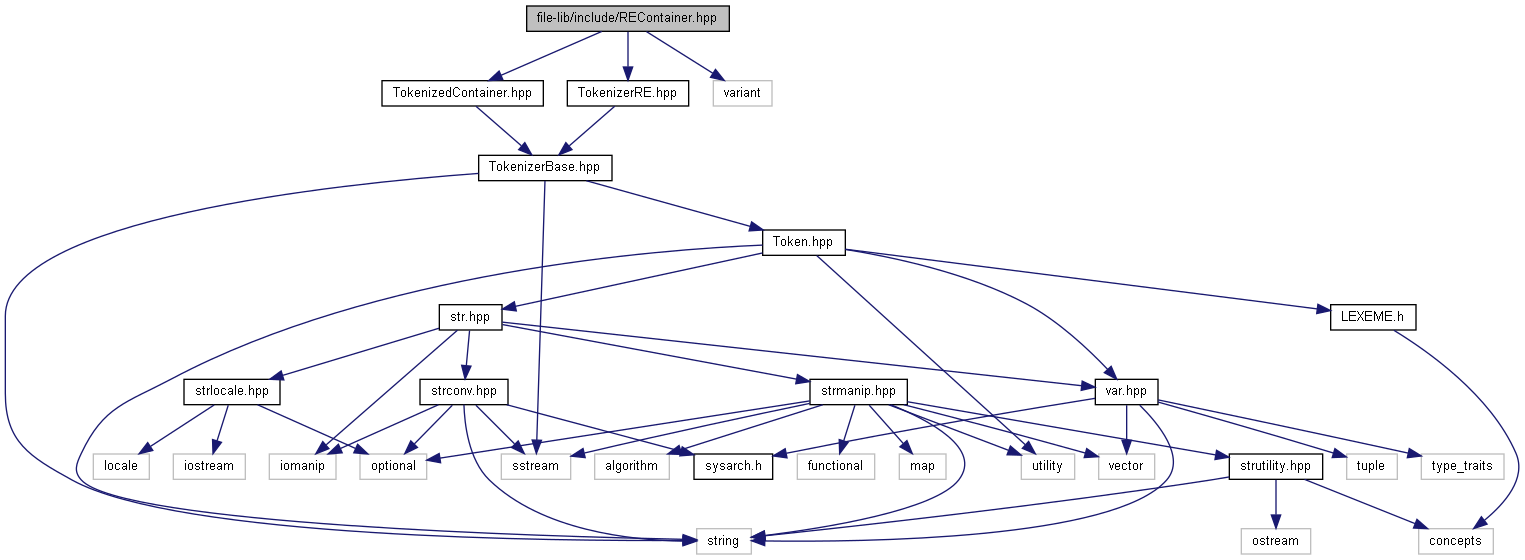 file-lib/include/REContainer.hpp
TokenizedContainer.hpp
TokenizerRE.hpp
variant
TokenizerBase.hpp
Token.hpp
str.hpp
LEXEME.h
strlocale.hpp
strconv.hpp
strmanip.hpp
var.hpp
locale
iostream
iomanip
optional
sstream
algorithm
sysarch.h
functional
map
utility
vector
strutility.hpp
tuple
type_traits
string
ostream
concepts